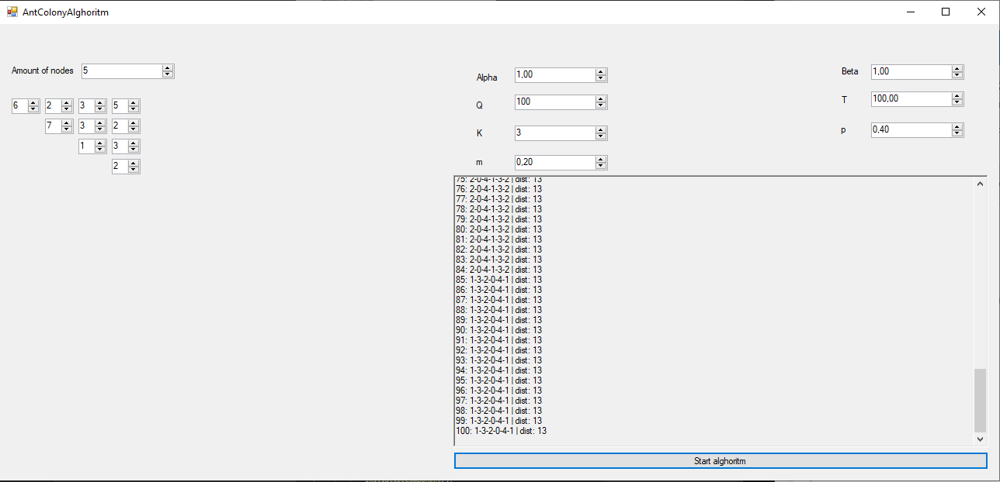 AntColonyAlghoritm
Amount of nodes 5
Alpha 1,00
Beta 1,00
Q 100
T 100,00
6 2 3 5
7 3 2
K 3
p 0,40
1 3
m 0,20
2
75: 2-0-4-1-3-2 | dist: 13
76: 2-0-4-1-3-2 | dist: 13
77: 2-0-4-1-3-2 | dist: 13
78: 2-0-4-1-3-2 | dist: 13
79: 2-0-4-1-3-2 | dist: 13
80: 2-0-4-1-3-2 | dist: 13
81: 2-0-4-1-3-2 | dist: 13
82: 2-0-4-1-3-2 | dist: 13
83: 2-0-4-1-3-2 | dist: 13
84: 2-0-4-1-3-2 | dist: 13
85: 1-3-2-0-4-1 | dist: 13
86: 1-3-2-0-4-1 | dist: 13
87: 1-3-2-0-4-1 | dist: 13
88: 1-3-2-0-4-1 | dist: 13
89: 1-3-2-0-4-1 | dist: 13
90: 1-3-2-0-4-1 | dist: 13
91: 1-3-2-0-4-1 | dist: 13
92: 1-3-2-0-4-1 | dist: 13
93: 1-3-2-0-4-1 | dist: 13
94: 1-3-2-0-4-1 | dist: 13
95: 1-3-2-0-4-1 | dist: 13
96: 1-3-2-0-4-1 | dist: 13
97: 1-3-2-0-4-1 | dist: 13
98: 1-3-2-0-4-1 | dist: 13
99: 1-3-2-0-4-1 | dist: 13
100: 1-3-2-0-4-1 | dist: 13
Start alghoritm